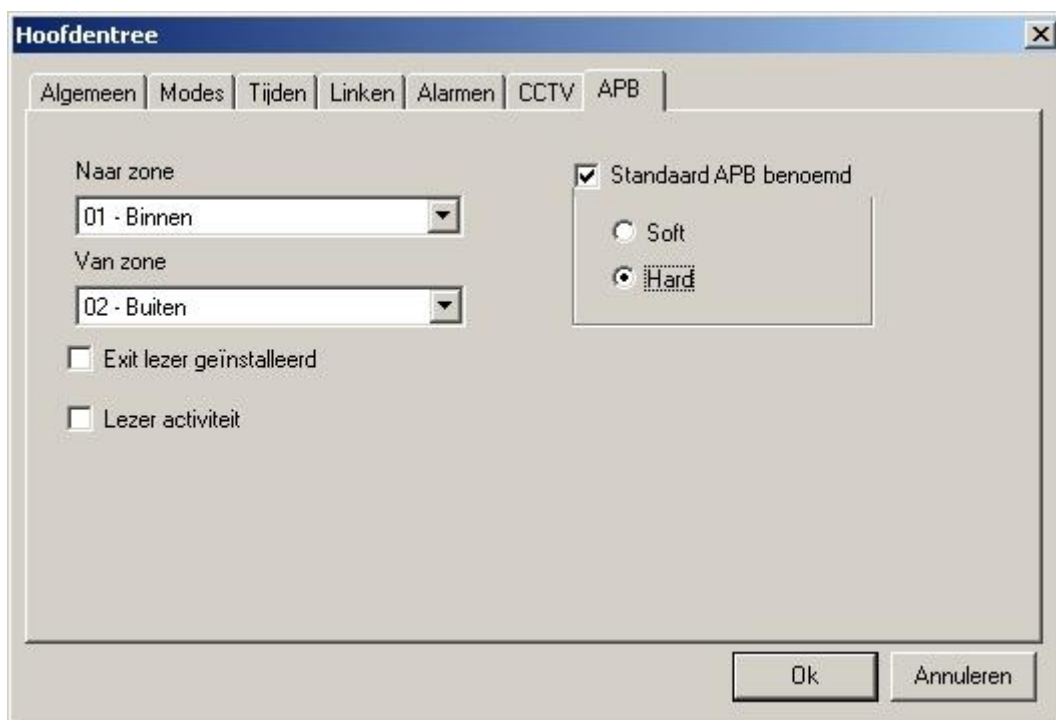 Hoofdentree
Algemeen Modes Tijden Linken Alarmen CCTV APB
Naar zone
01 - Binnen
Van zone
02 - Buiten
Exit lezer geïnstalleerd
Lezer activiteit
Standaard APB benoemd
Soft
Hard
Ok Annuleren